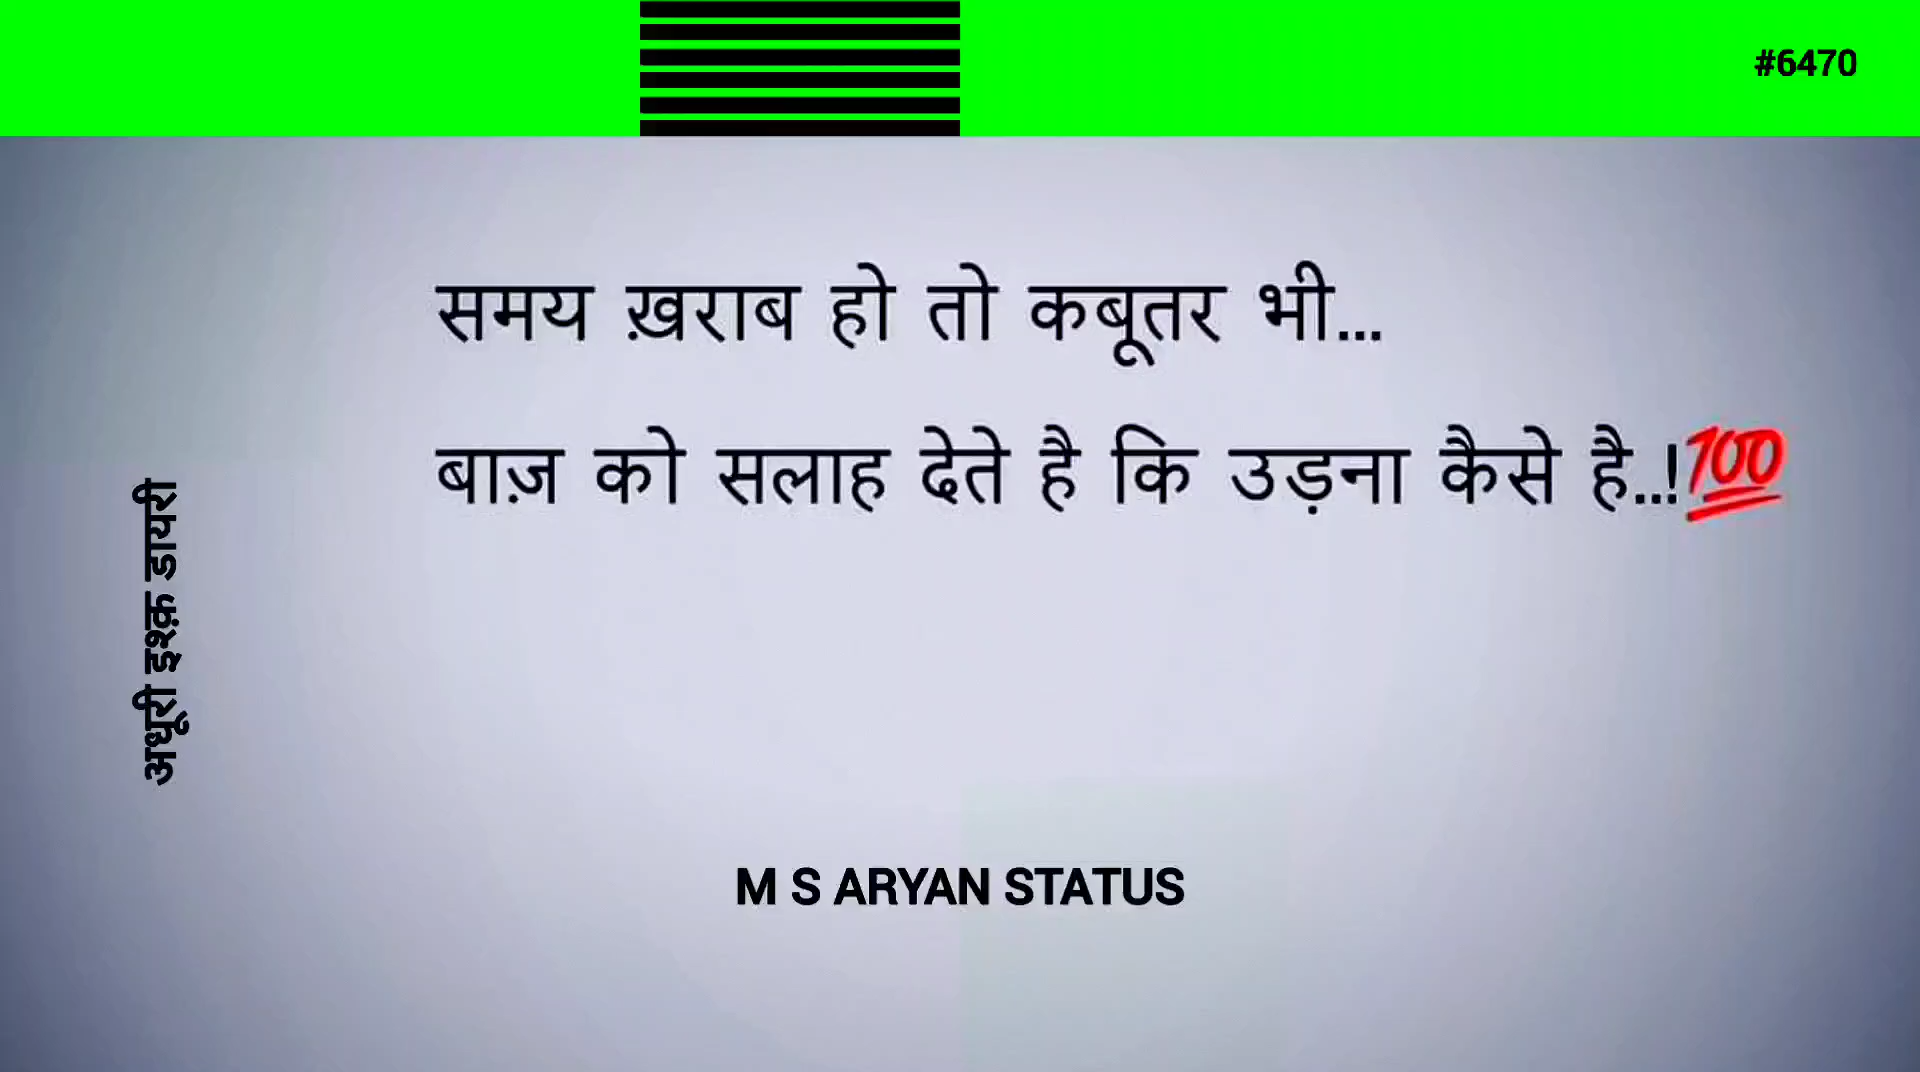 #6470
समय ख़राब हो तो कबूतर भी...
बाज़ को सलाह देते है कि उड़ना कैसे है..!💯
अधूरी इश्क़ डायरी
M S ARYAN STATUS